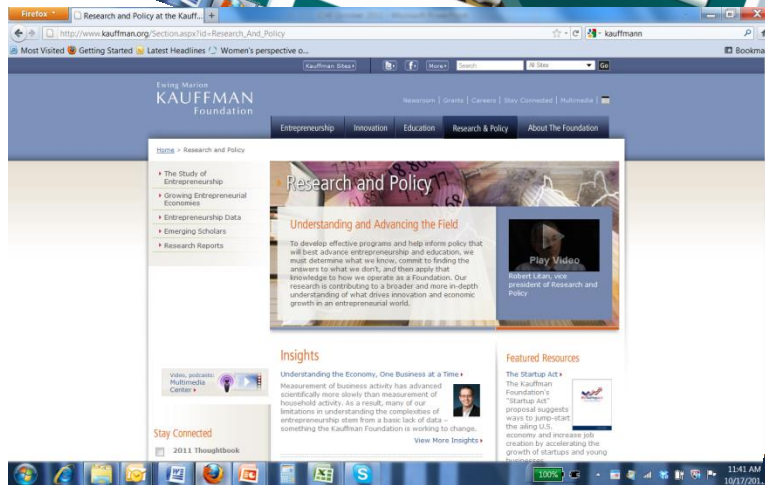 Firefox
Research and Policy at the Kauff...
http://www.kauffman.org/Section.aspx?id=Research_And_Policy
kauffmann
Most Visited Getting Started Latest Headlines Women's perspective o...
Bookma
Kauffman Sites
More
Search
All Sites
Go
Ewing Marion
KAUFFMAN
Foundation
Newsroom | Grants | Careers | Stay Connected | Multimedia |
Entrepreneurship Innovation Education Research & Policy About The Foundation
Home > Research and Policy
The Study of
Entrepreneurship
Growing Entrepreneurial
Economies
Entrepreneurship Data
Emerging Scholars
Research Reports
Research and Policy
Understanding and Advancing the Field
To develop effective programs and help inform policy that
will best advance entrepreneurship and education, we
must determine what we know, commit to finding the
answers to what we don't, and then apply that
knowledge to how we operate as a Foundation. Our
research is contributing to a broader and more in-depth
understanding of what drives innovation and economic
growth in an entrepreneurial world.
Play Video
Robert Litan, vice
president of Research and
Policy
Insights
Understanding the Economy, One Business at a Time
Measurement of business activity has advanced
scientifically more slowly than measurement of
household activity. As a result, many of our
limitations in understanding the complexities of
entrepreneurship stem from a basic lack of data –
something the Kauffman Foundation is working to change.
View More Insights
Featured Resources
The Startup Act
The Kauffman
Foundation's
"Startup Act"
proposal suggests
ways to jump-start
the ailing U.S.
economy and increase job
creation by accelerating the
growth of startups and young
businesses.
Video, podcasts:
Multimedia
Center
Stay Connected
2011 Thoughtbook
100%
11:41 AM
10/17/201